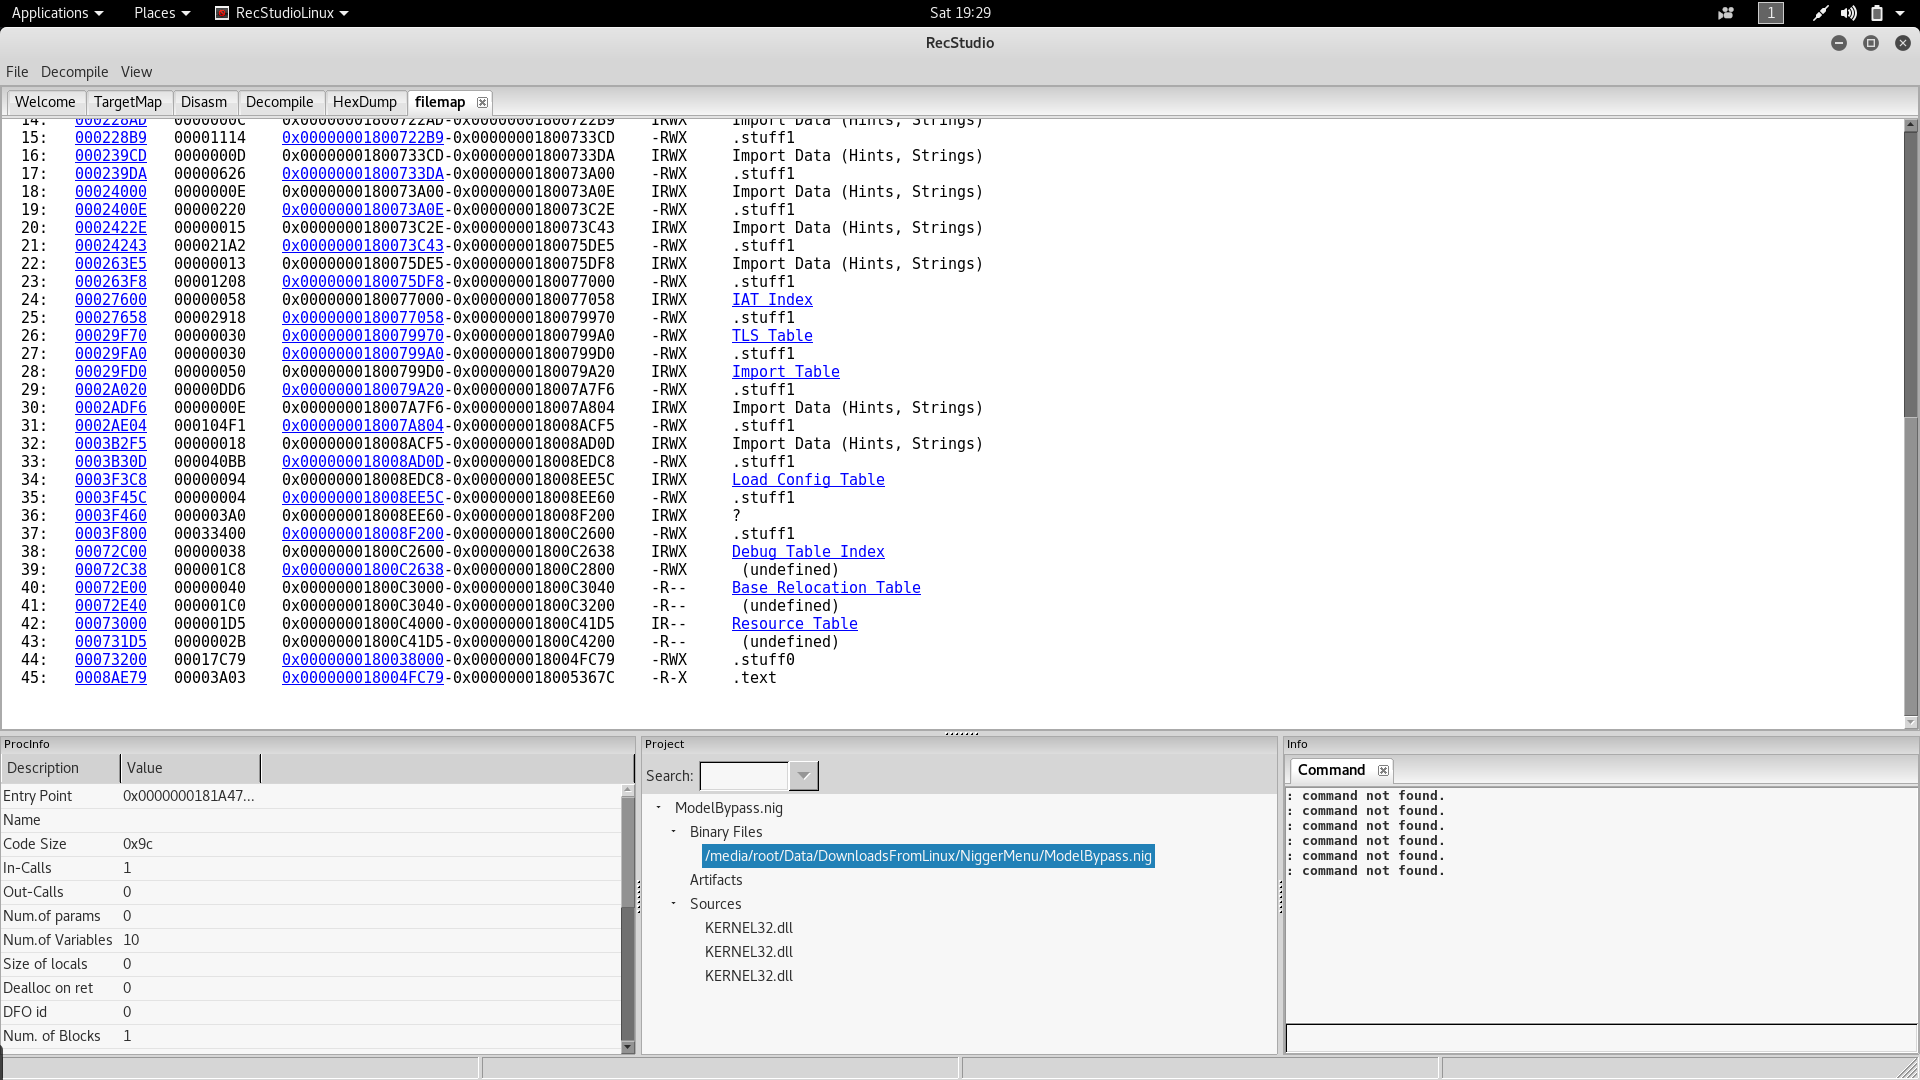 Applications Places RecStudioLinux Sat 19:29 1
RecStudio
File Decompile View
Welcome TargetMap Disasm Decompile HexDump filemap
14: 000228AD 0000000C 0x00000001800722AD-0x00000001800722B9 IRWX Import Data (Hints, Strings)
15: 000228B9 00001114 0x00000001800722B9-0x00000001800733CD -RWX .stuff1
16: 000239CD 0000000D 0x00000001800733CD-0x00000001800733DA IRWX Import Data (Hints, Strings)
17: 000239DA 00000626 0x00000001800733DA-0x0000000180073A00 -RWX .stuff1
18: 00024000 0000000E 0x0000000180073A00-0x0000000180073A0E IRWX Import Data (Hints, Strings)
19: 0002400E 00000220 0x0000000180073A0E-0x0000000180073C2E -RWX .stuff1
20: 0002422E 00000015 0x0000000180073C2E-0x0000000180073C43 IRWX Import Data (Hints, Strings)
21: 00024243 000021A2 0x0000000180073C43-0x0000000180075DE5 -RWX .stuff1
22: 000263E5 00000013 0x0000000180075DE5-0x0000000180075DF8 IRWX Import Data (Hints, Strings)
23: 000263F8 00001208 0x0000000180075DF8-0x0000000180077000 -RWX .stuff1
24: 00027600 00000058 0x0000000180077000-0x0000000180077058 IRWX IAT Index
25: 00027658 00002918 0x0000000180077058-0x0000000180079970 -RWX .stuff1
26: 00029F70 00000030 0x0000000180079970-0x00000001800799A0 -RWX TLS Table
27: 00029FA0 00000030 0x00000001800799A0-0x00000001800799D0 -RWX .stuff1
28: 00029FD0 00000050 0x00000001800799D0-0x0000000180079A20 IRWX Import Table
29: 0002A020 00000DD6 0x0000000180079A20-0x000000018007A7F6 -RWX .stuff1
30: 0002ADF6 0000000E 0x000000018007A7F6-0x000000018007A804 IRWX Import Data (Hints, Strings)
31: 0002AE04 000104F1 0x000000018007A804-0x000000018008ACF5 -RWX .stuff1
32: 0003B2F5 00000018 0x000000018008ACF5-0x000000018008AD0D IRWX Import Data (Hints, Strings)
33: 0003B30D 000040BB 0x000000018008AD0D-0x000000018008EDC8 -RWX .stuff1
34: 0003F3C8 00000094 0x000000018008EDC8-0x000000018008EE5C IRWX Load Config Table
35: 0003F45C 00000004 0x000000018008EE5C-0x000000018008EE60 -RWX .stuff1
36: 0003F460 000003A0 0x000000018008EE60-0x000000018008F200 IRWX ?
37: 0003F800 00033400 0x000000018008F200-0x00000001800C2600 -RWX .stuff1
38: 00072C00 00000038 0x00000001800C2600-0x00000001800C2638 IRWX Debug Table Index
39: 00072C38 000001C8 0x00000001800C2638-0x00000001800C2800 -RWX (undefined)
40: 00072E00 00000040 0x00000001800C3000-0x00000001800C3040 -R-- Base Relocation Table
41: 00072E40 000001C0 0x00000001800C3040-0x00000001800C3200 -R-- (undefined)
42: 00073000 000001D5 0x00000001800C4000-0x00000001800C41D5 IR-- Resource Table
43: 000731D5 0000002B 0x00000001800C41D5-0x00000001800C4200 -R-- (undefined)
44: 00073200 00017C79 0x0000000180038000-0x000000018004FC79 -RWX .stuff0
45: 0008AE79 00003A03 0x000000018004FC79-0x000000018005367C -R-X .text
ProcInfo
Description Value
Entry Point 0x0000000181A47...
Name
Code Size 0x9c
In-Calls 1
Out-Calls 0
Num.of params 0
Num.of Variables 10
Size of locals 0
Dealloc on ret 0
DFO id 0
Num. of Blocks 1
Project
Search:
ModelBypass.nig
Binary Files
/media/root/Data/DownloadsFromLinux/NiggerMenu/ModelBypass.nig
Artifacts
Sources
KERNEL32.dll
KERNEL32.dll
KERNEL32.dll
Info
Command
: command not found.
: command not found.
: command not found.
: command not found.
: command not found.
: command not found.